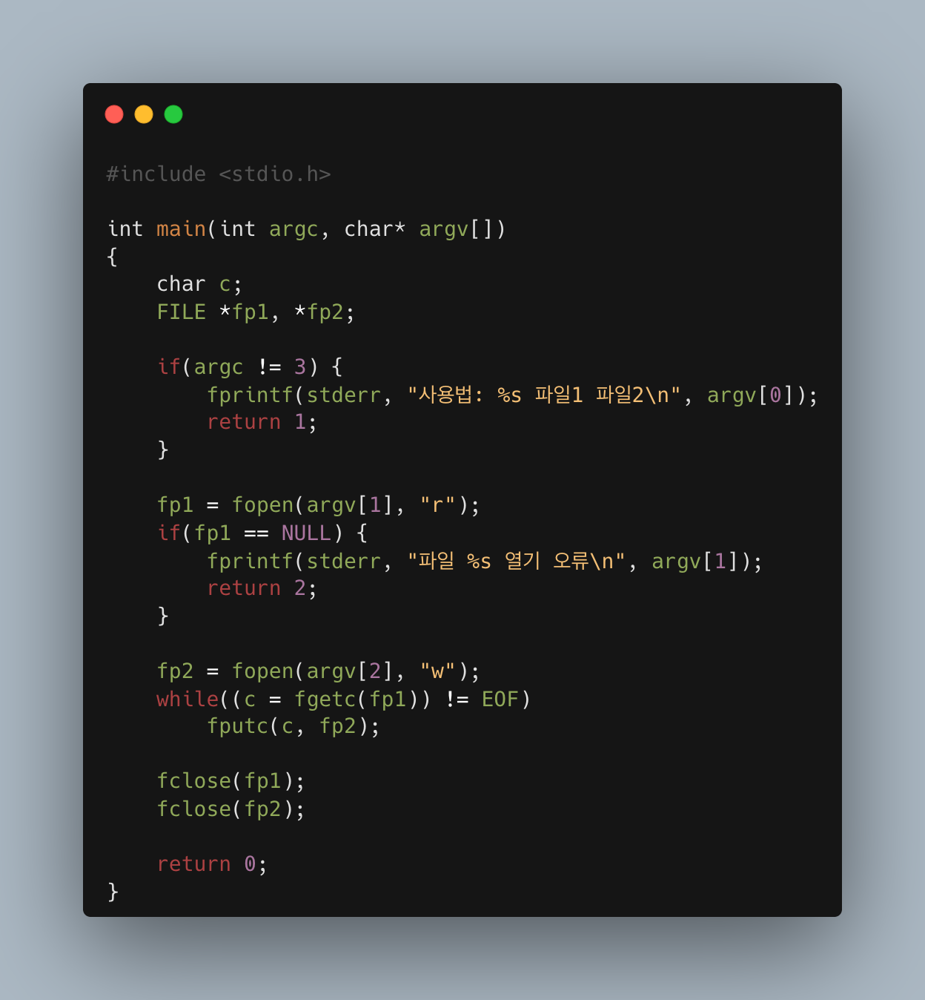 #include <stdio.h>
int main(int argc, char* argv[])
{
    char c;
    FILE *fp1, *fp2;
    if(argc != 3) {
        fprintf(stderr, "사용법: %s 파일1 파일2\n", argv[0]);
        return 1;
    }
    fp1 = fopen(argv[1], "r");
    if(fp1 == NULL) {
        fprintf(stderr, "파일 %s 열기 오류\n", argv[1]);
        return 2;
    }
    fp2 = fopen(argv[2], "w");
    while((c = fgetc(fp1)) != EOF)
        fputc(c, fp2);
    fclose(fp1);
    fclose(fp2);
    return 0;
}